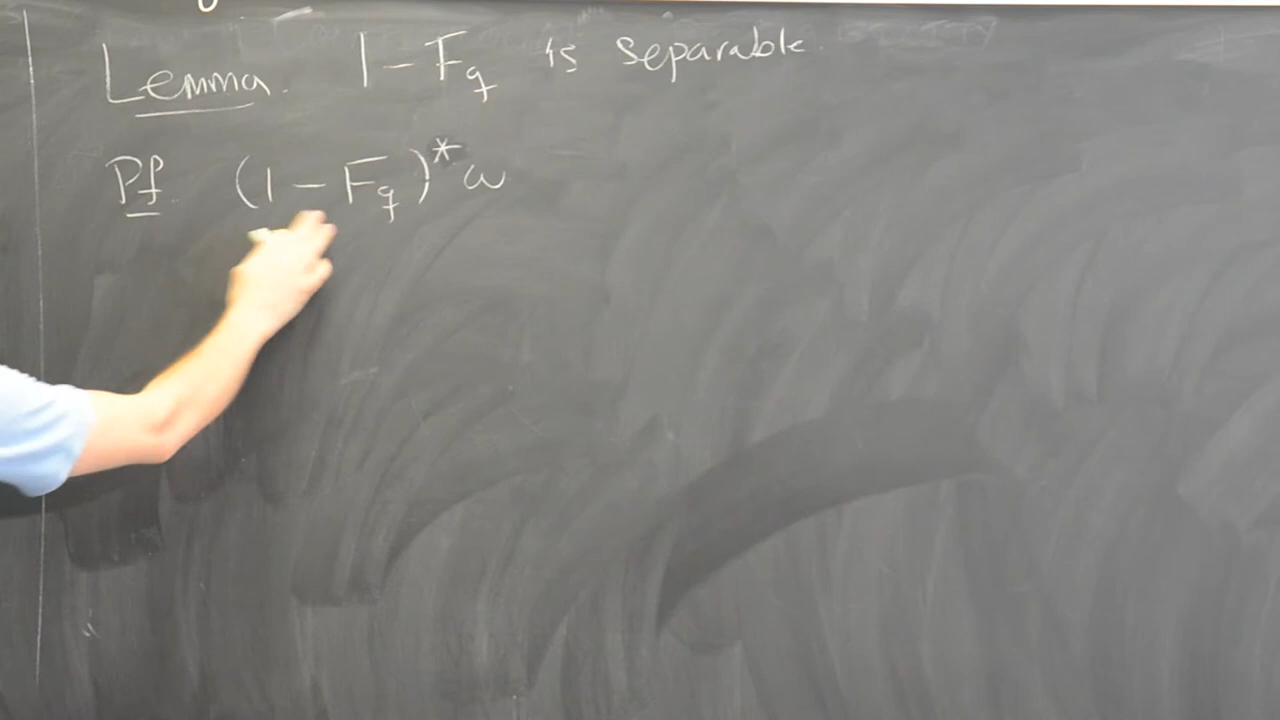 Lemma. 1 - F_q is separable.
Pf. (1 - F_q)^* ω